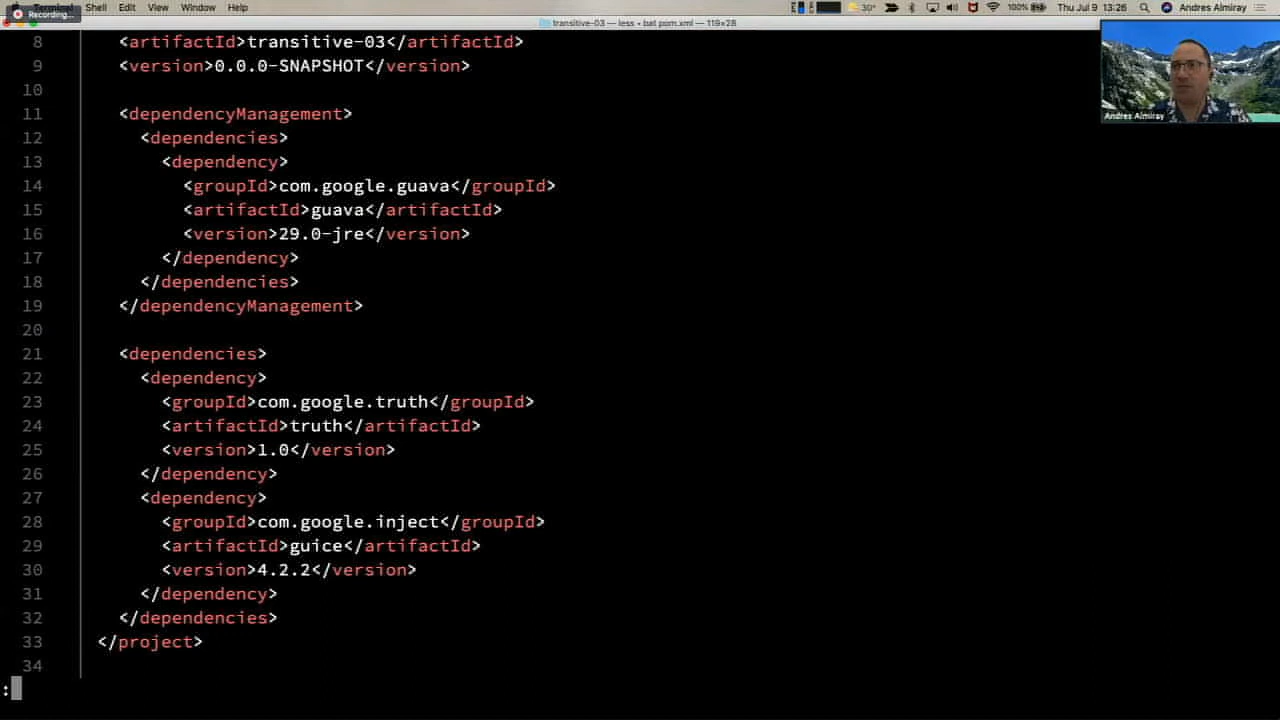 Terminal Shell Edit View Window Help 30° 100% Thu Jul 9 13:26 Andres Almiray
Recording...
transitive-03 — less ‹ bat pom.xml — 119×28
8 <artifactId>transitive-03</artifactId>
9 <version>0.0.0-SNAPSHOT</version>
10
11 <dependencyManagement>
12 <dependencies>
13 <dependency>
14 <groupId>com.google.guava</groupId>
15 <artifactId>guava</artifactId>
16 <version>29.0-jre</version>
17 </dependency>
18 </dependencies>
19 </dependencyManagement>
20
21 <dependencies>
22 <dependency>
23 <groupId>com.google.truth</groupId>
24 <artifactId>truth</artifactId>
25 <version>1.0</version>
26 </dependency>
27 <dependency>
28 <groupId>com.google.inject</groupId>
29 <artifactId>guice</artifactId>
30 <version>4.2.2</version>
31 </dependency>
32 </dependencies>
33 </project>
34
:
Andres Almiray